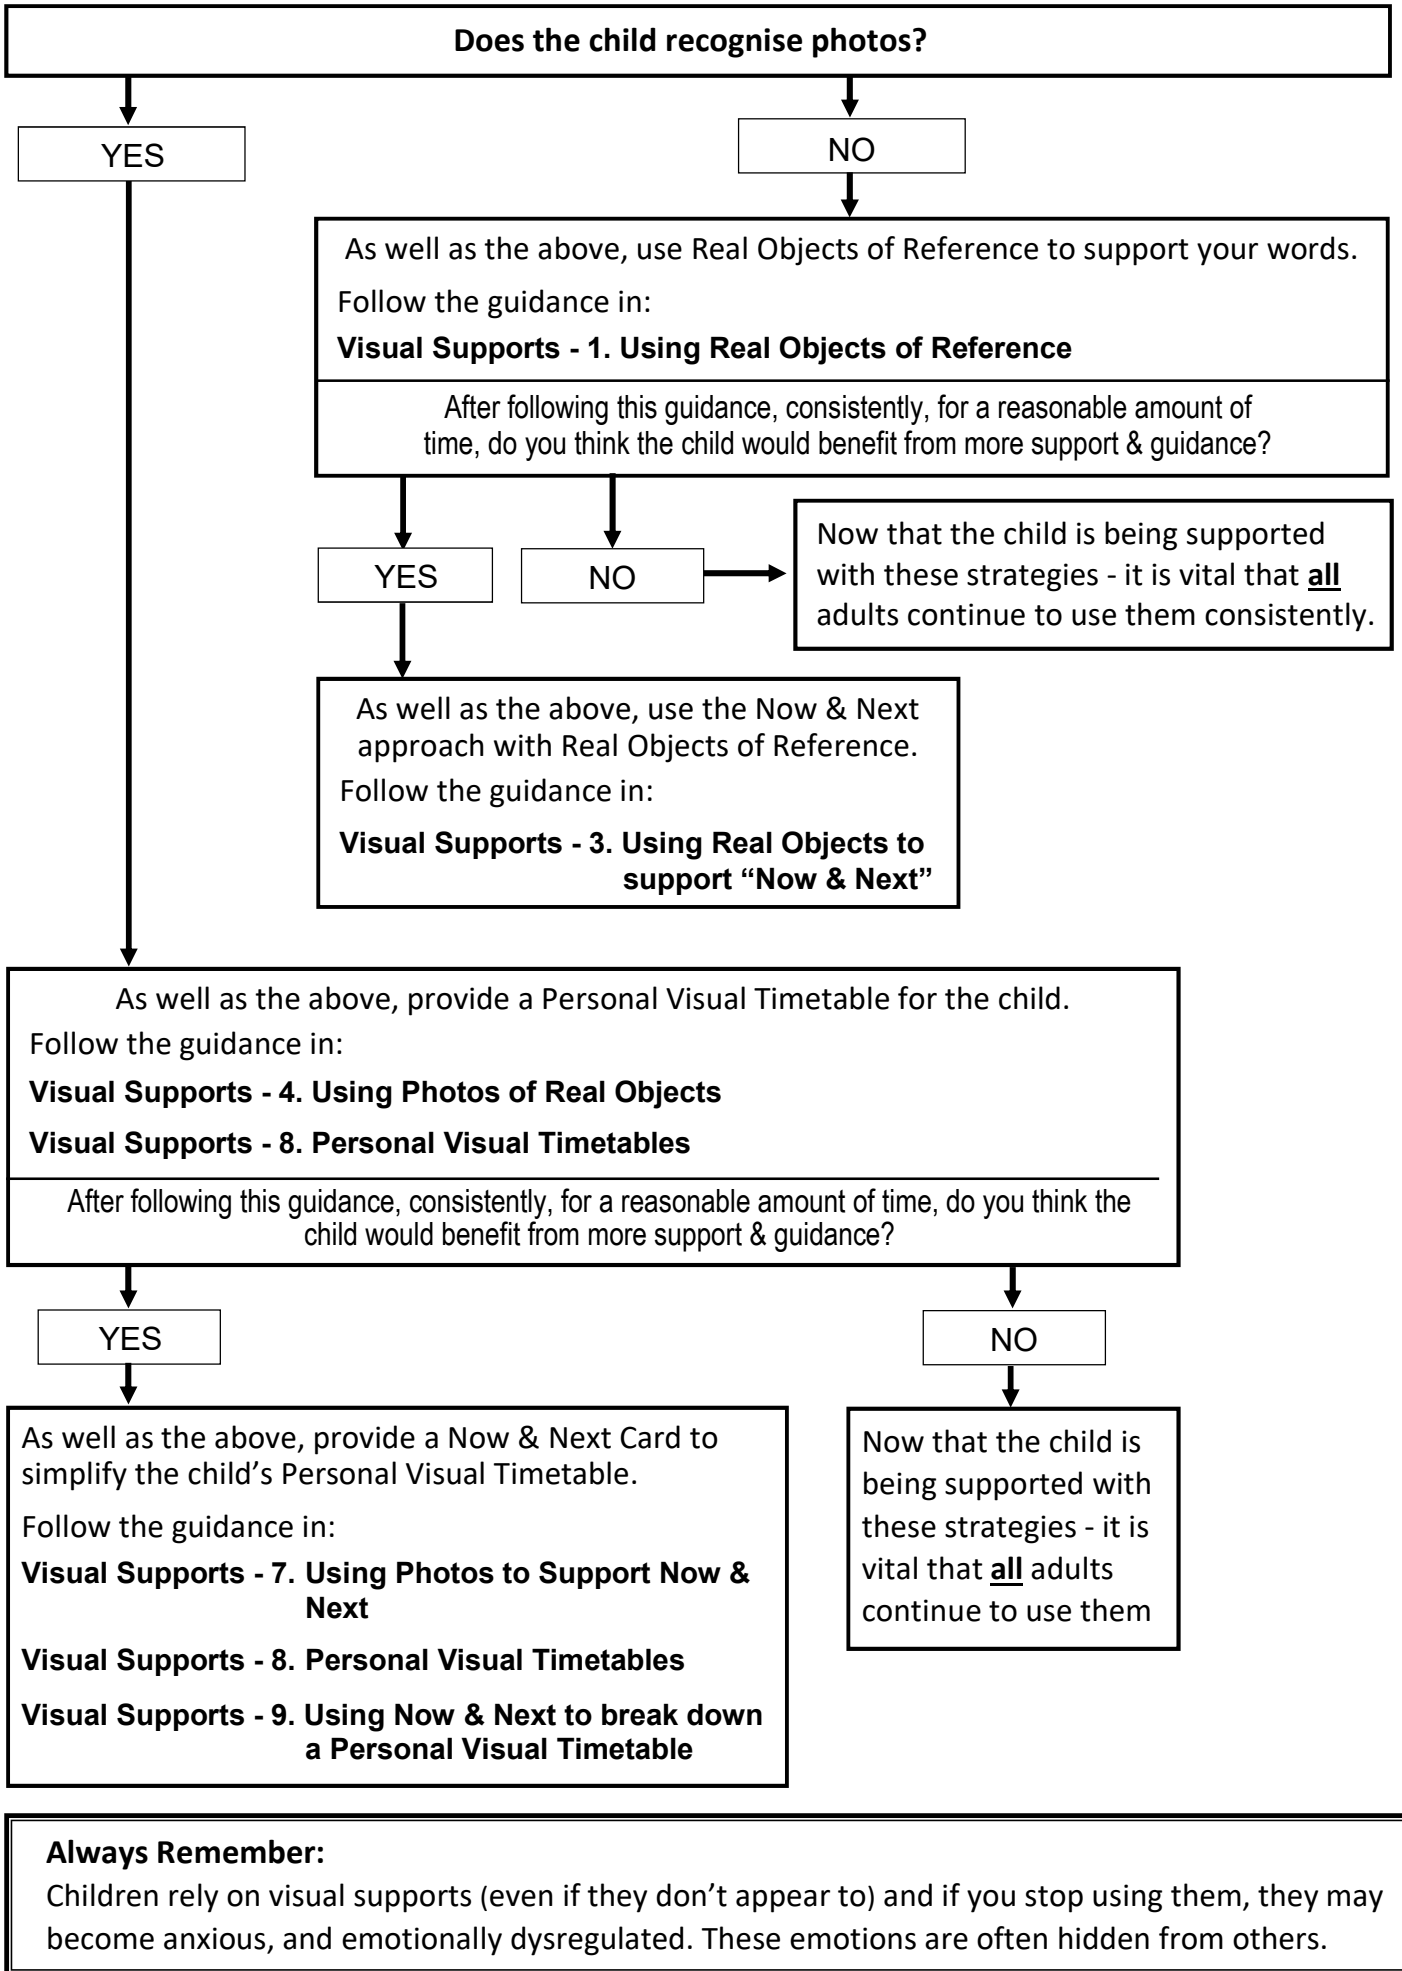 Does the child recognise photos?
YES
NO
As well as the above, use Real Objects of Reference to support your words.
Follow the guidance in:
Visual Supports - 1. Using Real Objects of Reference
After following this guidance, consistently, for a reasonable amount of
time, do you think the child would benefit from more support & guidance?
YES
NO
Now that the child is being supported
with these strategies - it is vital that all
adults continue to use them consistently.
As well as the above, use the Now & Next
approach with Real Objects of Reference.
Follow the guidance in:
Visual Supports - 3. Using Real Objects to
support “Now & Next”
As well as the above, provide a Personal Visual Timetable for the child.
Follow the guidance in:
Visual Supports - 4. Using Photos of Real Objects
Visual Supports - 8. Personal Visual Timetables
After following this guidance, consistently, for a reasonable amount of time, do you think the
child would benefit from more support & guidance?
YES
NO
As well as the above, provide a Now & Next Card to
simplify the child’s Personal Visual Timetable.
Follow the guidance in:
Visual Supports - 7. Using Photos to Support Now &
Next
Visual Supports - 8. Personal Visual Timetables
Visual Supports - 9. Using Now & Next to break down
a Personal Visual Timetable
Now that the child is
being supported with
these strategies - it is
vital that all adults
continue to use them
Always Remember:
Children rely on visual supports (even if they don’t appear to) and if you stop using them, they may
become anxious, and emotionally dysregulated. These emotions are often hidden from others.